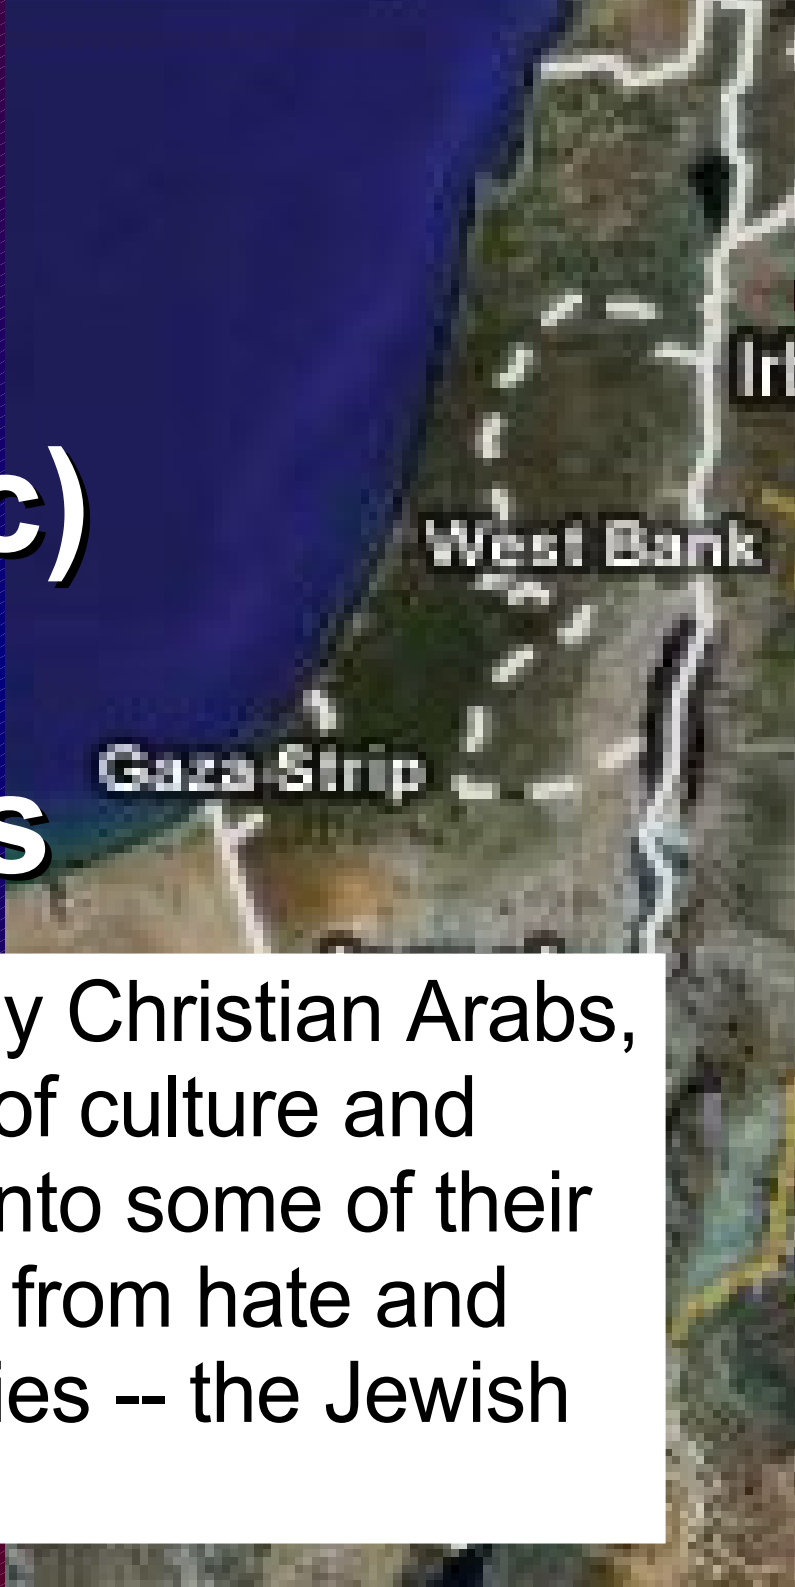 c)
West Bank
Gaza Strip
s
y Christian Arabs,
of culture and
nto some of their
from hate and
ies -- the Jewish